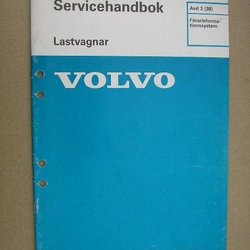 Servicehandbok
Avd 3 (38)
Förarinforma-
tionssystem
Lastvagnar
VOLVO